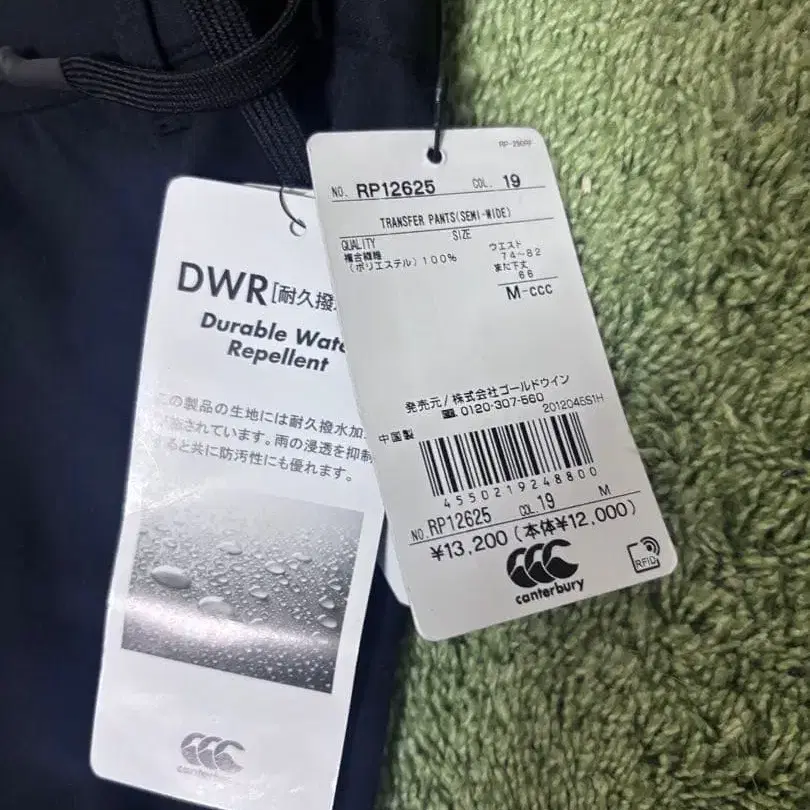 RP-290RF
NO. RP12625 COL. 19
TRANSFER PANTS(SEMI-WIDE)
QUALITY SIZE
複合繊維
(ポリエステル)100%
ウエスト
74~82
また下丈
66
M-ccc
発売元/株式会社ゴールドウイン
0120-307-560
2012045S1H
中国製
4550219248800
NO. RP12625 COL. 19 M
¥13,200(本体¥12,000)
canterbury
RFID
DWR[耐久撥
Durable Wate
Repellent
この製品の生地には耐久撥水加
施されています。雨の浸透を抑制
すると共に防汚性にも優れます。
canterbury